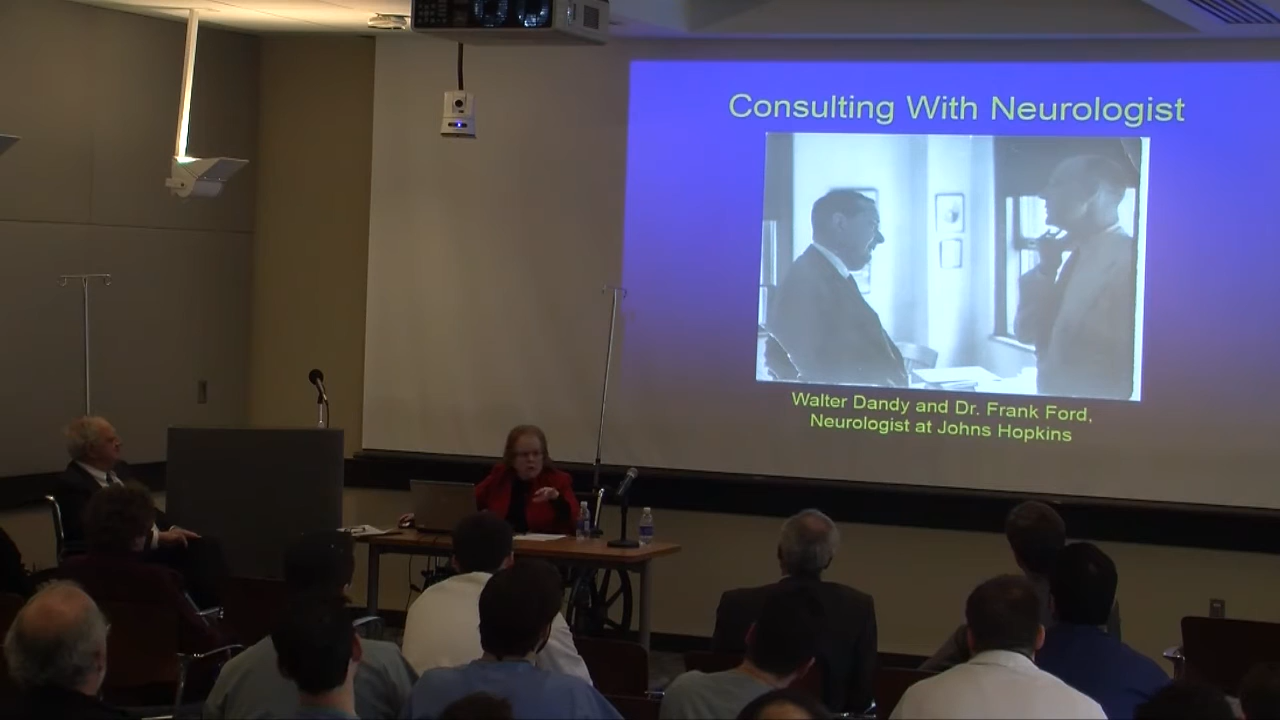 Consulting With Neurologist
Walter Dandy and Dr. Frank Ford,
Neurologist at Johns Hopkins